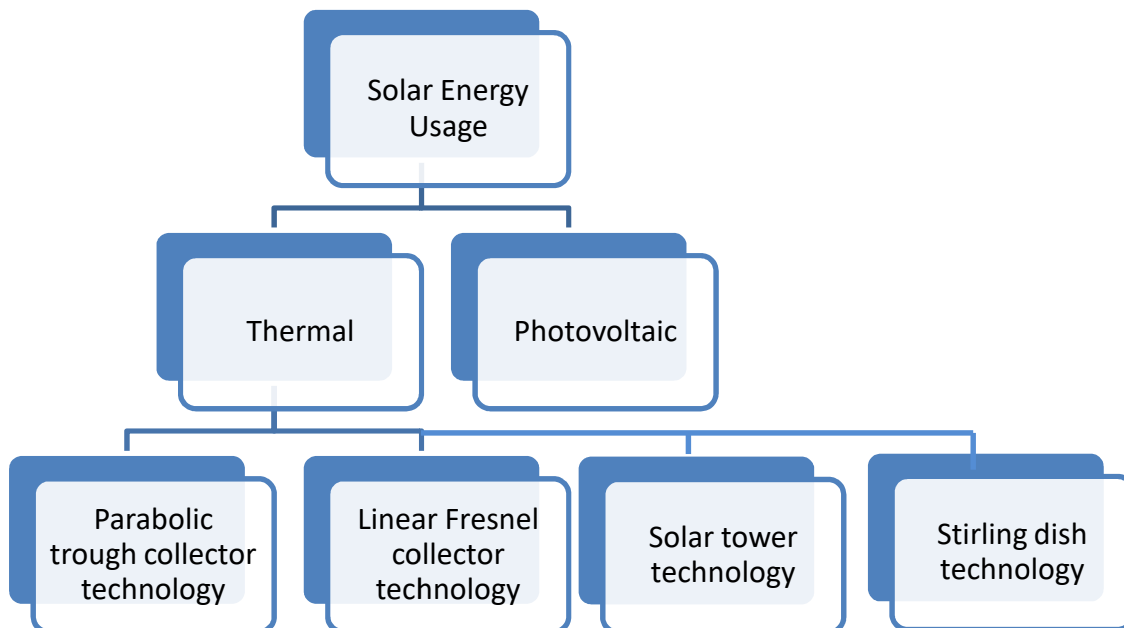 Solar Energy
Usage
Thermal
Photovoltaic
Parabolic
trough collector
technology
Linear Fresnel
collector
technology
Solar tower
technology
Stirling dish
technology